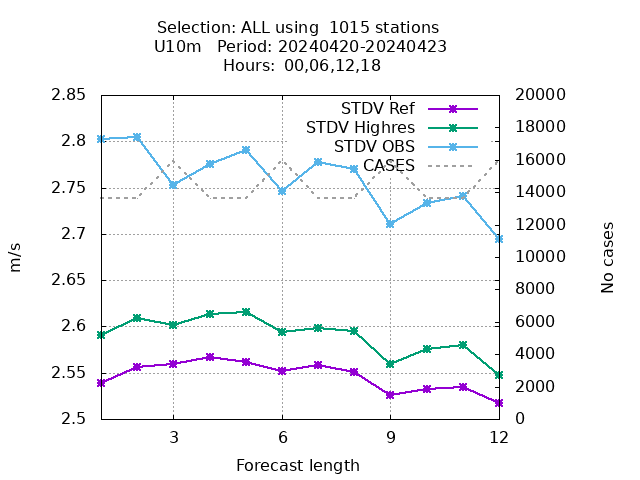 Selection: ALL using  1015 stations
U10m   Period: 20240420-20240423
Hours:  00,06,12,18
STDV Ref
STDV Highres
STDV OBS
CASES
2.85
2.8
2.75
2.7
2.65
2.6
2.55
2.5
20000
18000
16000
14000
12000
10000
8000
6000
4000
2000
0
m/s
No cases
3
6
9
12
Forecast length